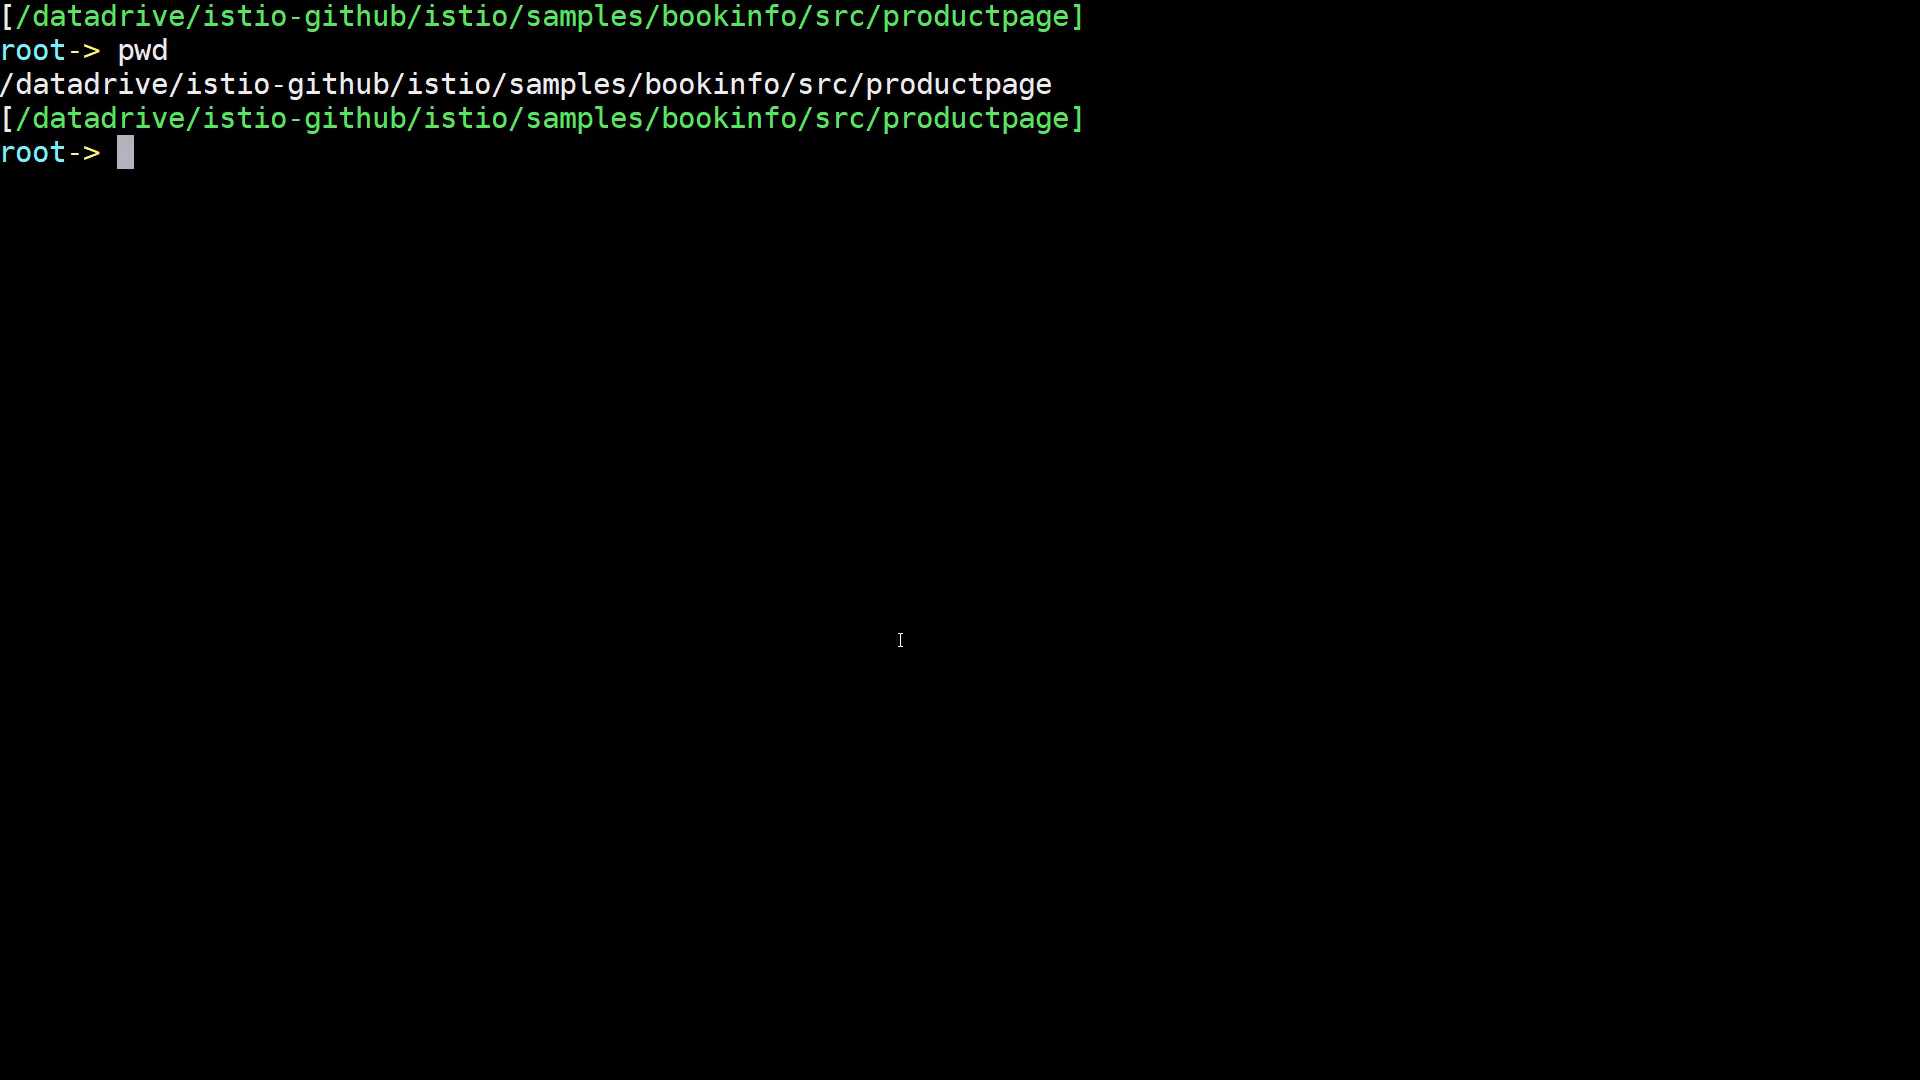 [/datadrive/istio-github/istio/samples/bookinfo/src/productpage]
root-> pwd
/datadrive/istio-github/istio/samples/bookinfo/src/productpage
[/datadrive/istio-github/istio/samples/bookinfo/src/productpage]
root->